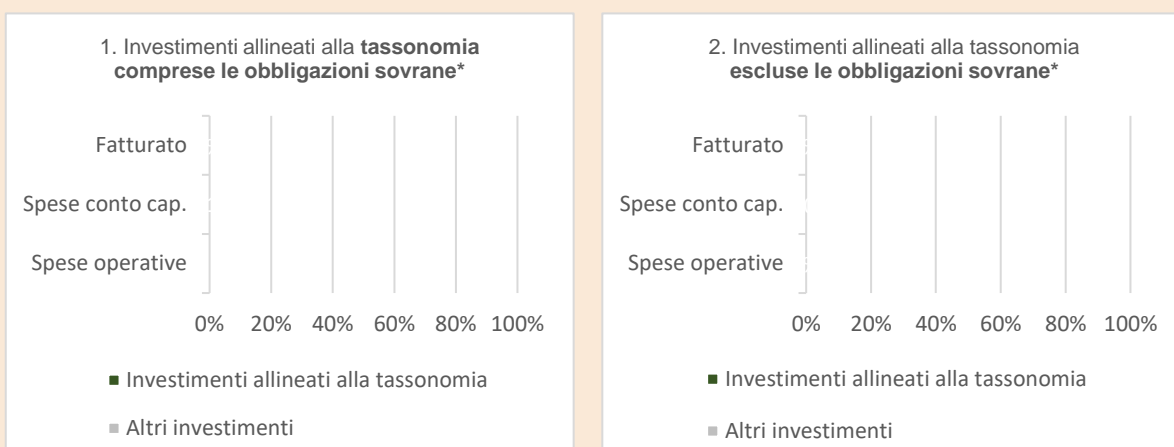 1. Investimenti allineati alla tassonomia
comprese le obbligazioni sovrane*
Fatturato
Spese conto cap.
Spese operative
0% 20% 40% 60% 80% 100%
Investimenti allineati alla tassonomia
Altri investimenti
2. Investimenti allineati alla tassonomia
escluse le obbligazioni sovrane*
Fatturato
Spese conto cap.
Spese operative
0% 20% 40% 60% 80% 100%
Investimenti allineati alla tassonomia
Altri investimenti